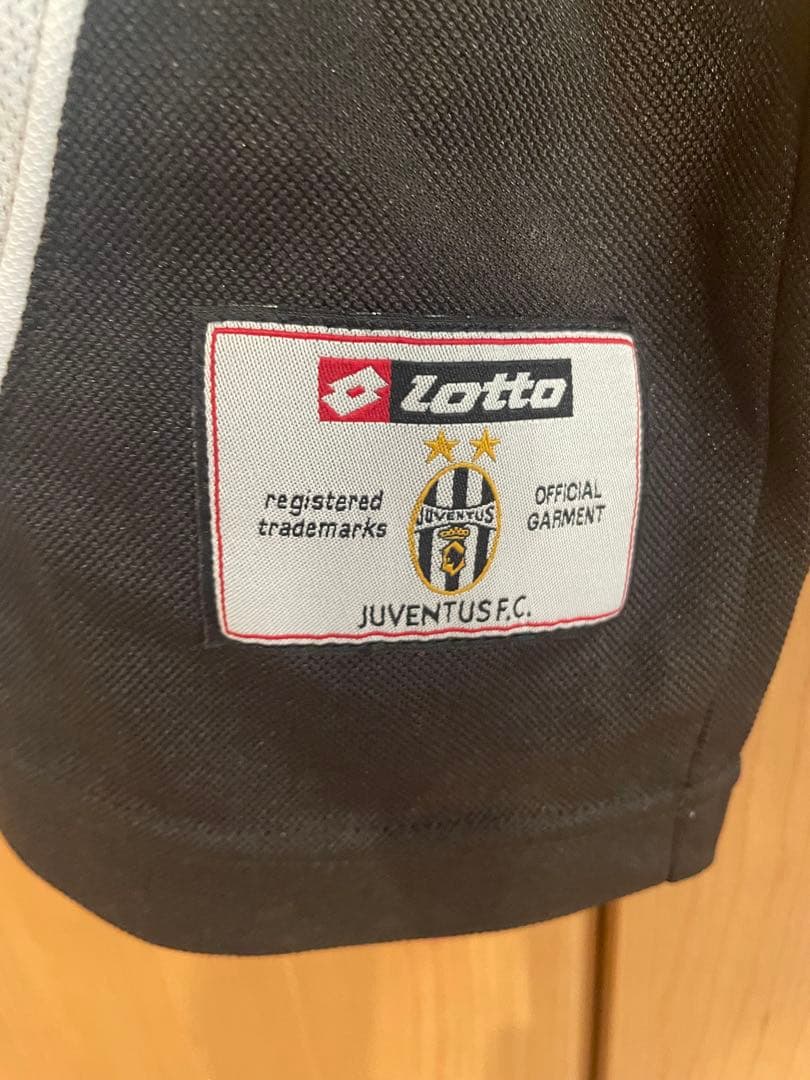 Lotto
registered
trademarks
JUVENTUS
OFFICIAL
GARMENT
JUVENTUS F.C.